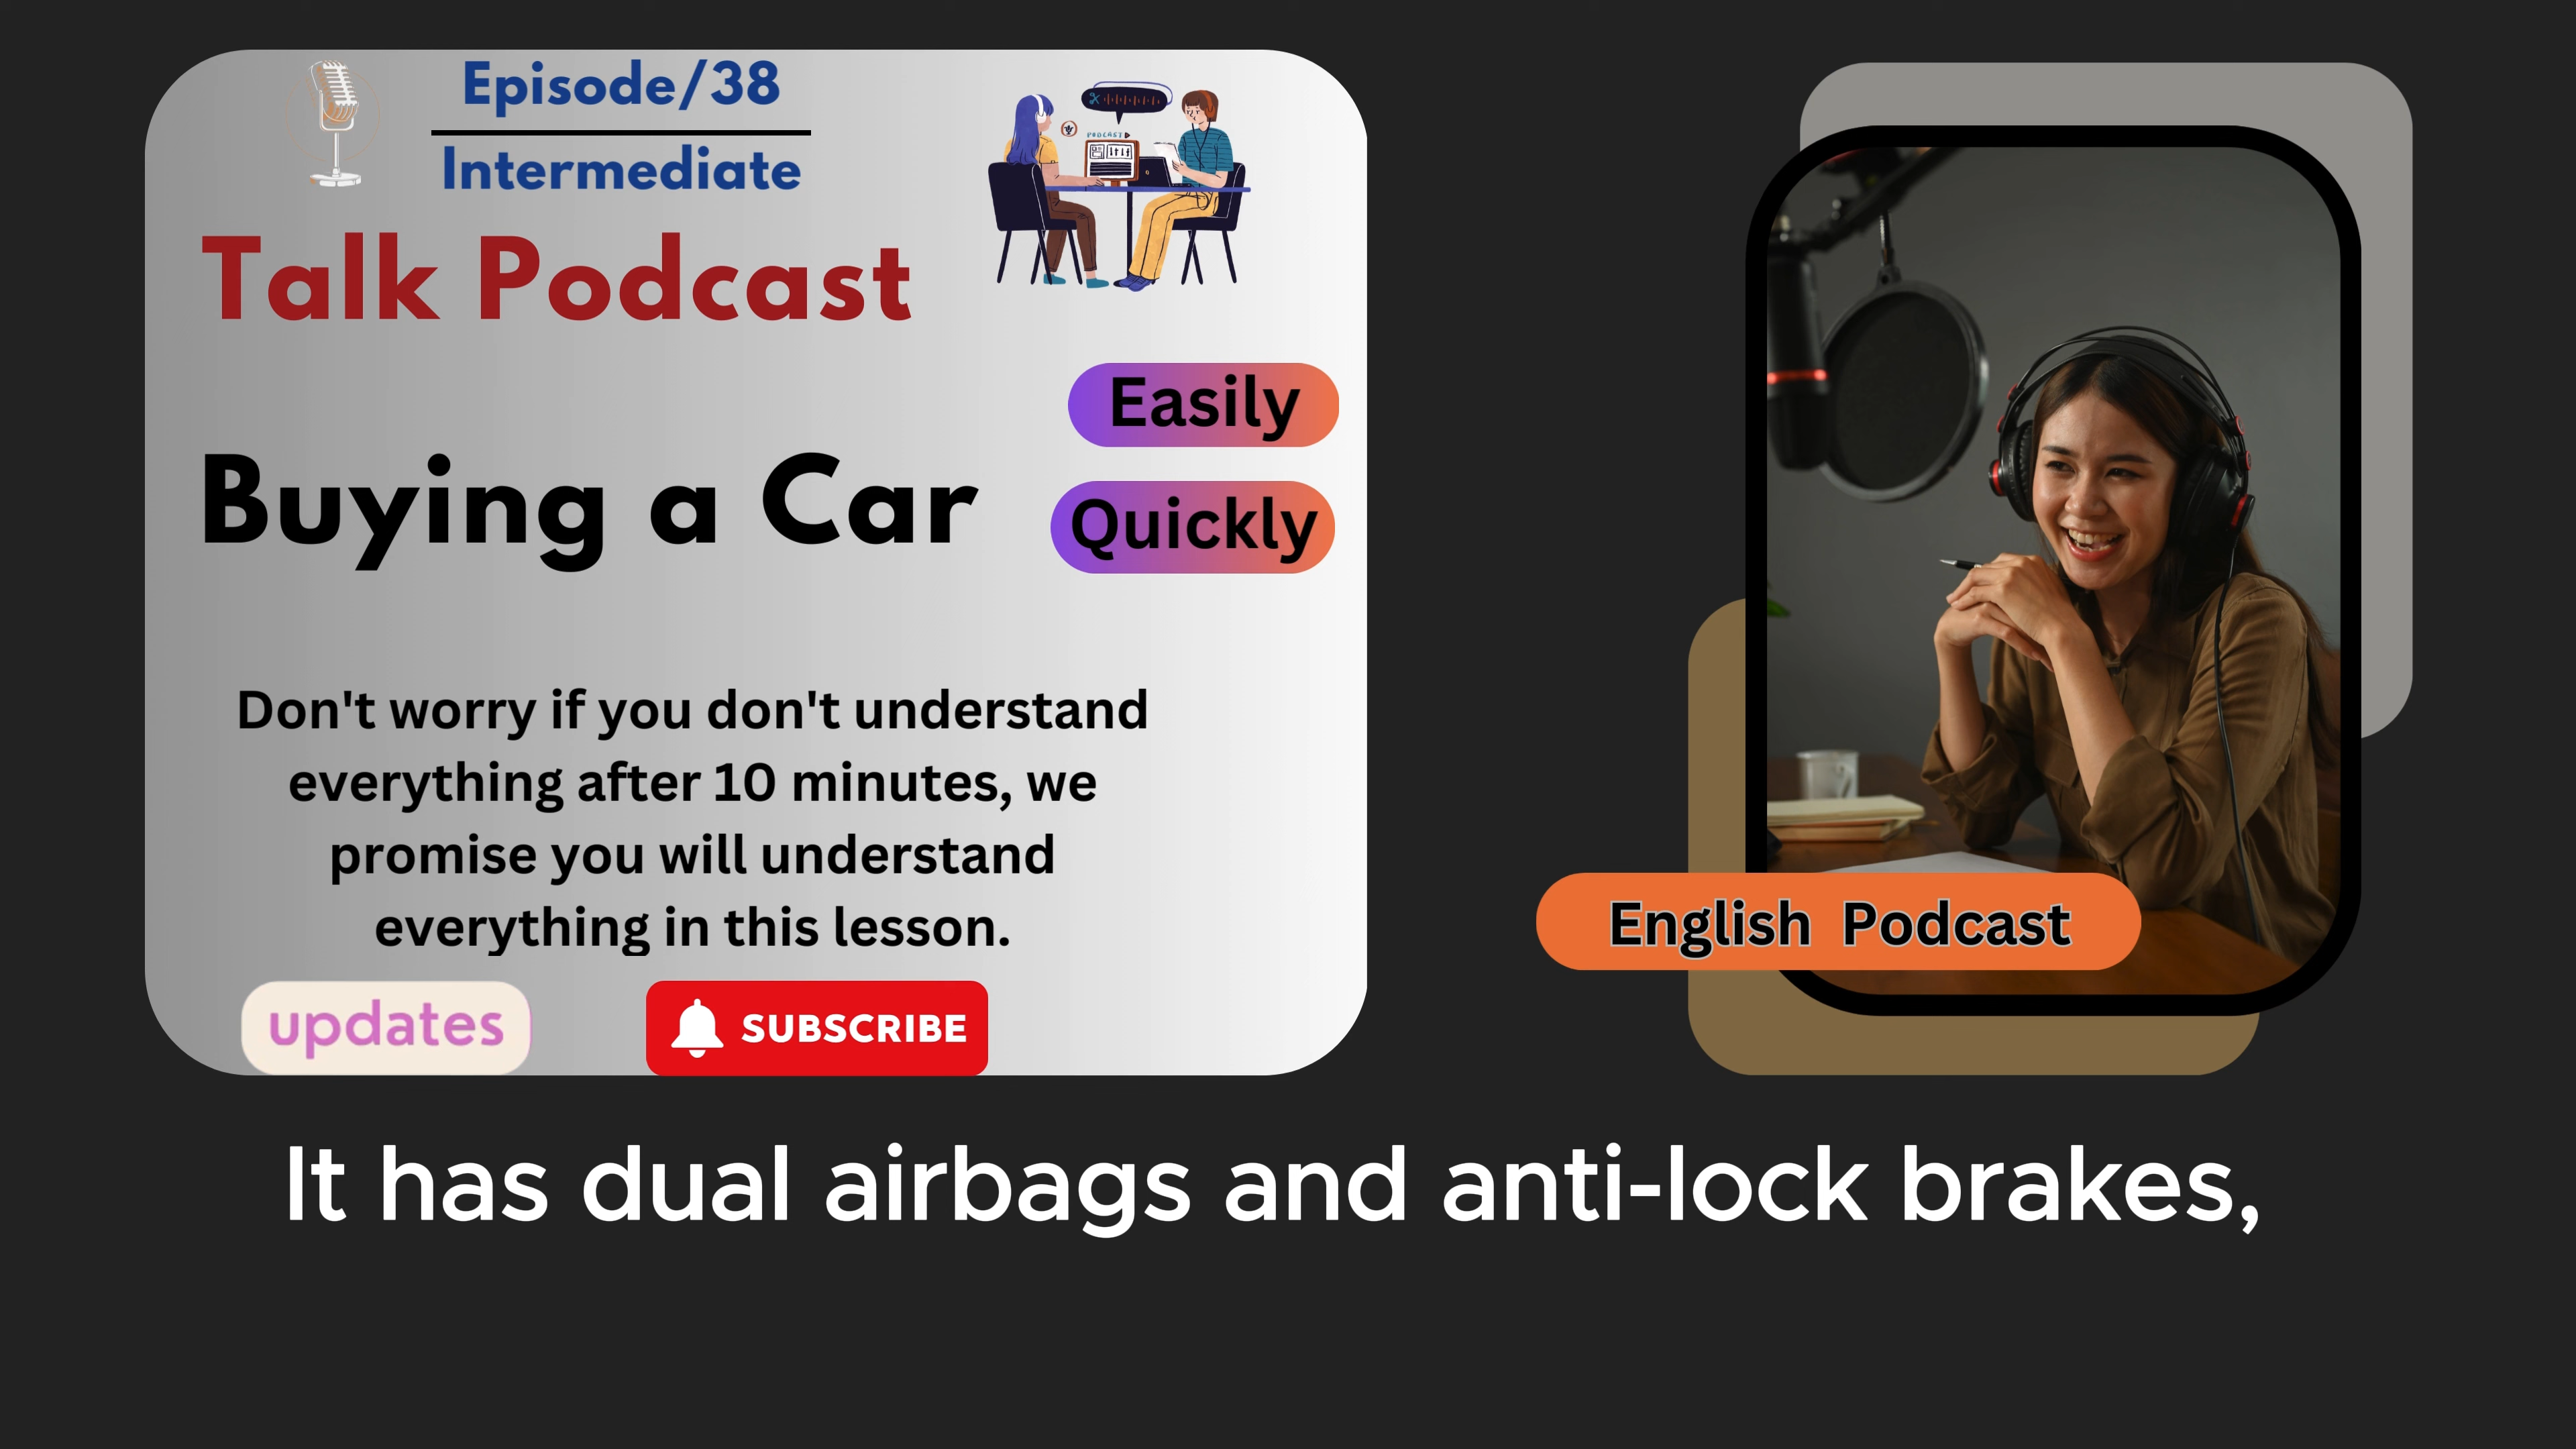 Episode/38
Intermediate
Talk Podcast
PODCAST
Easily
Buying a Car
Quickly
Don't worry if you don't understand
everything after 10 minutes, we
promise you will understand
everything in this lesson.
English Podcast
updates
SUBSCRIBE
It has dual airbags and anti-lock brakes,